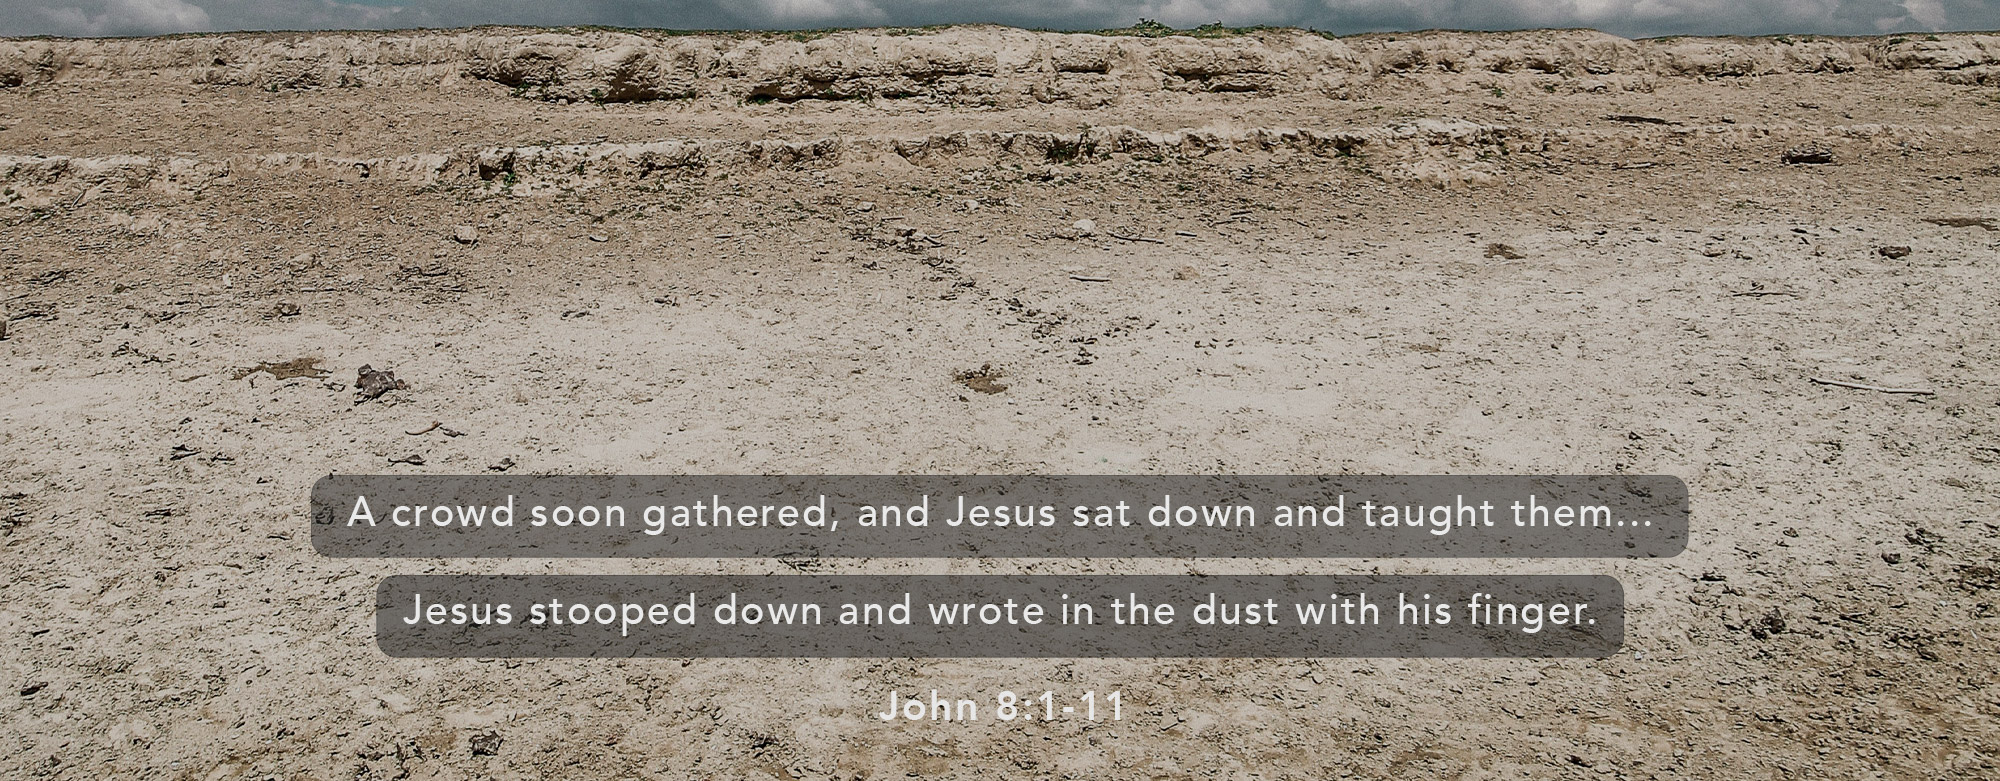 A crowd soon gathered, and Jesus sat down and taught them...
Jesus stooped down and wrote in the dust with his finger.
John 8:1-11